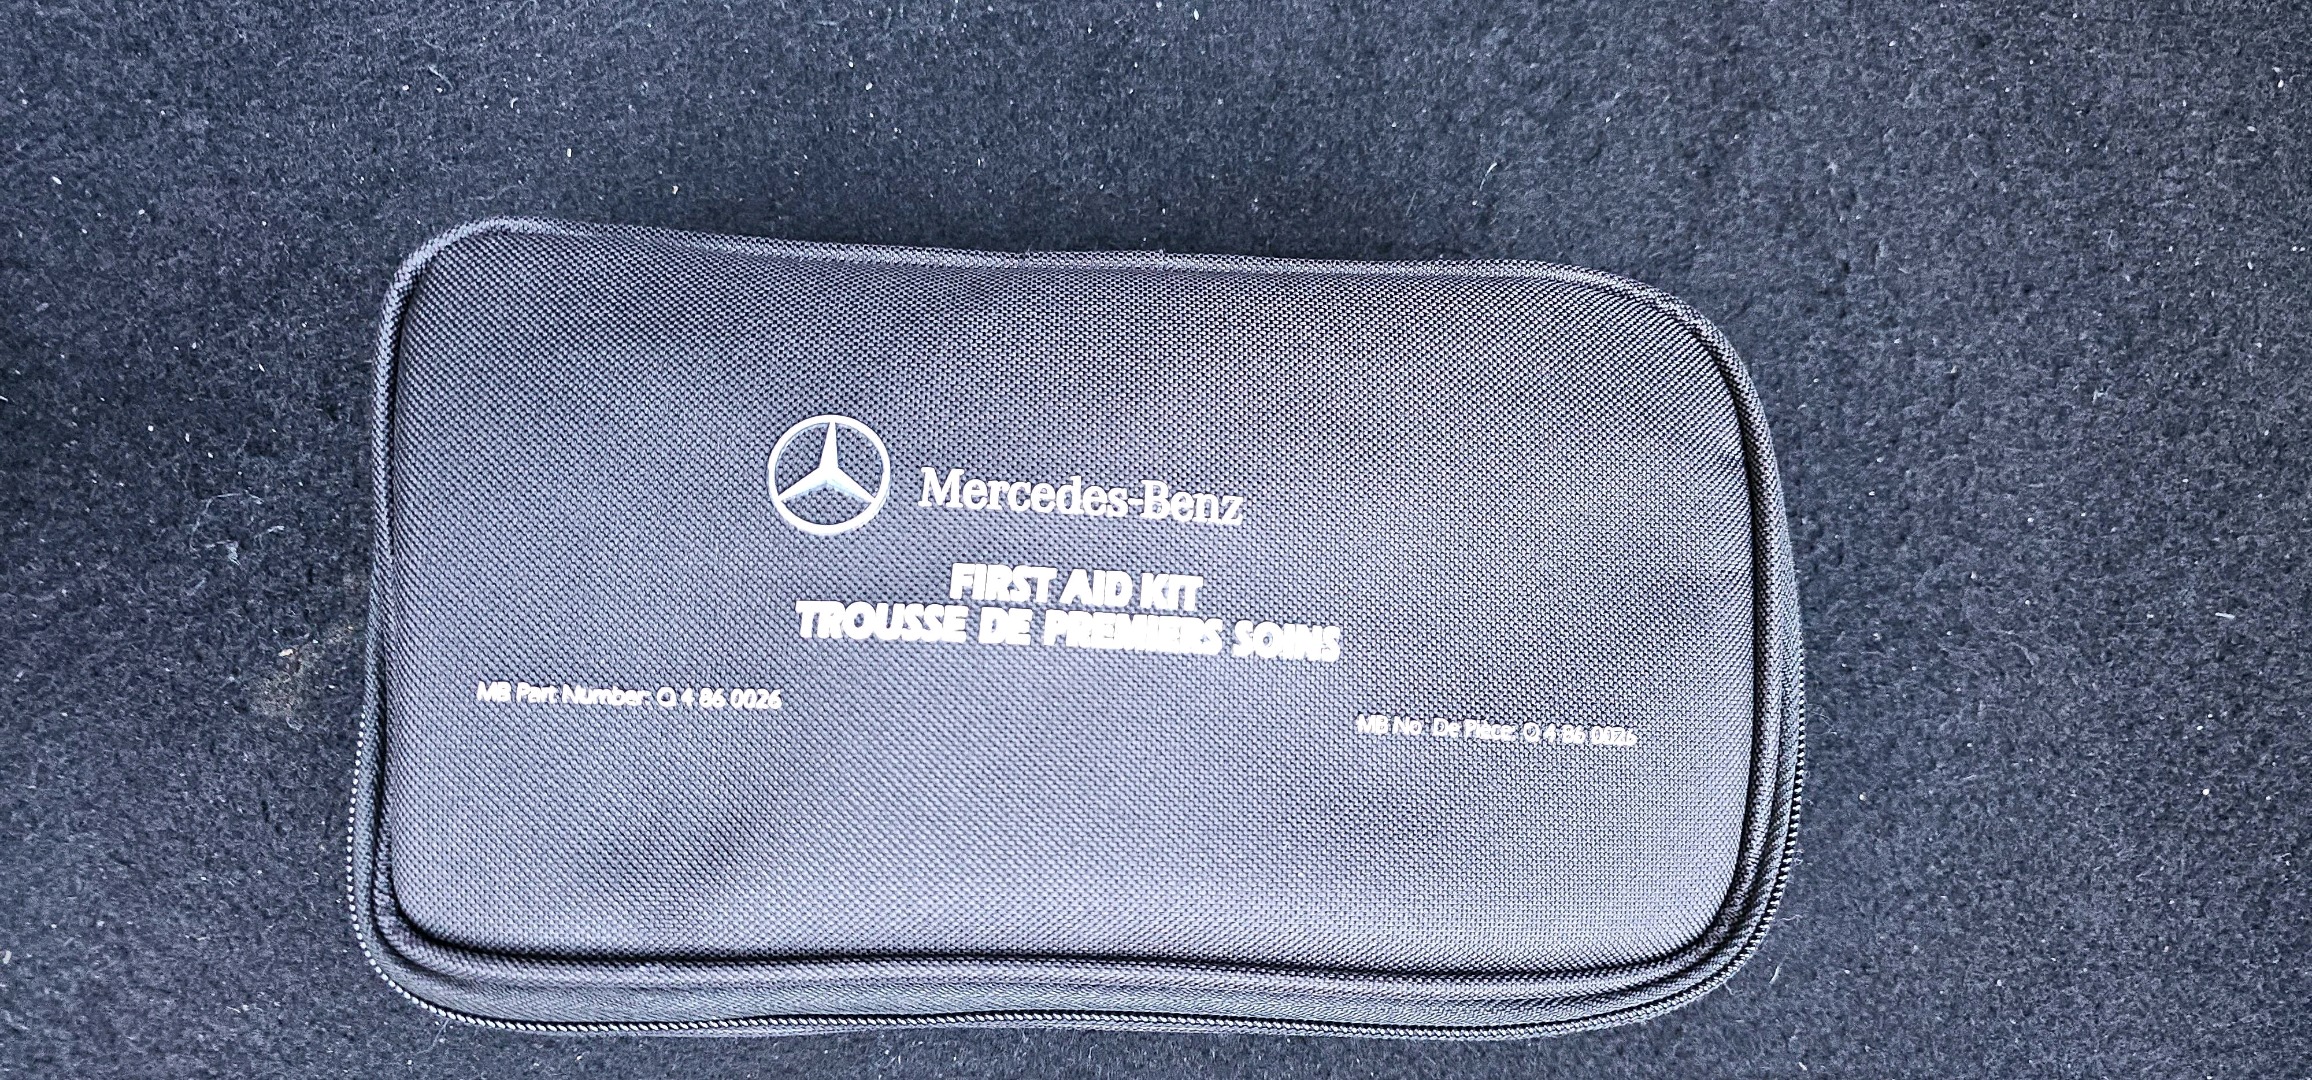 Mercedes-Benz
FIRST AID KIT
TROUSSE DE PREMIERS SOINS
MB Part Number: Q 4 86 0026
MB No. De Pièce: Q 4 86 0026